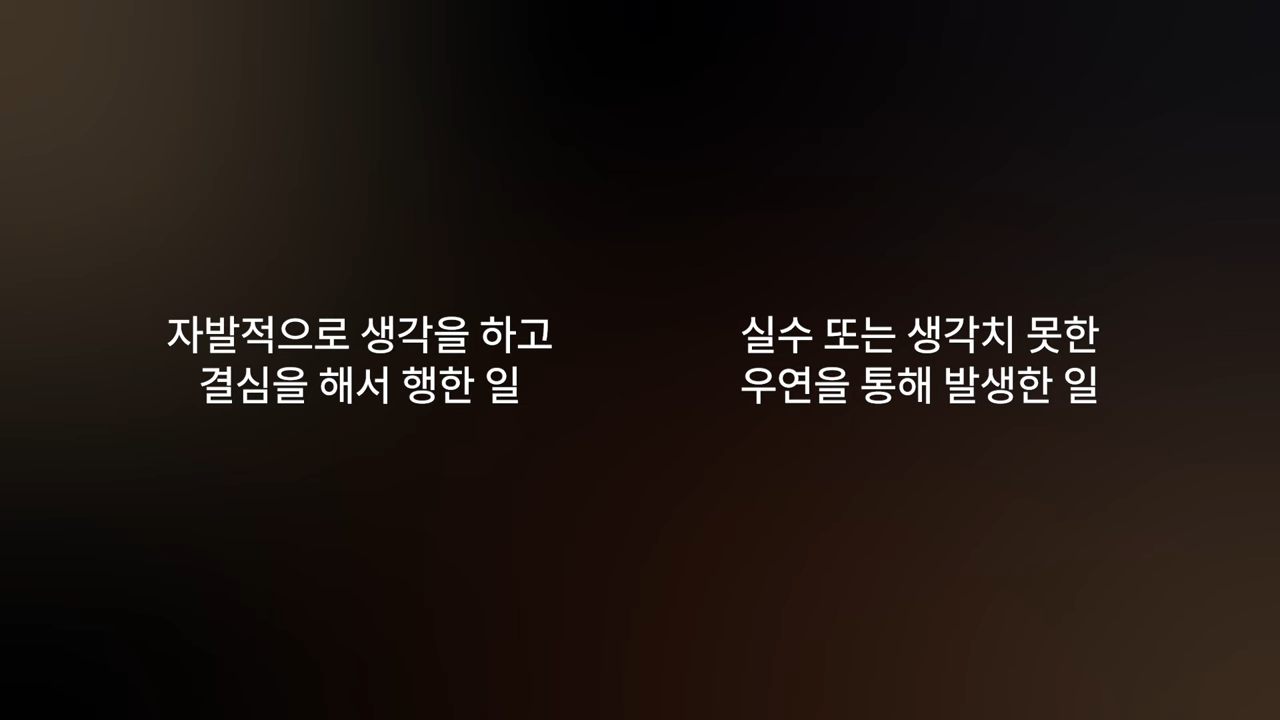 자발적으로 생각을 하고
결심을 해서 행한 일
실수 또는 생각치 못한
우연을 통해 발생한 일